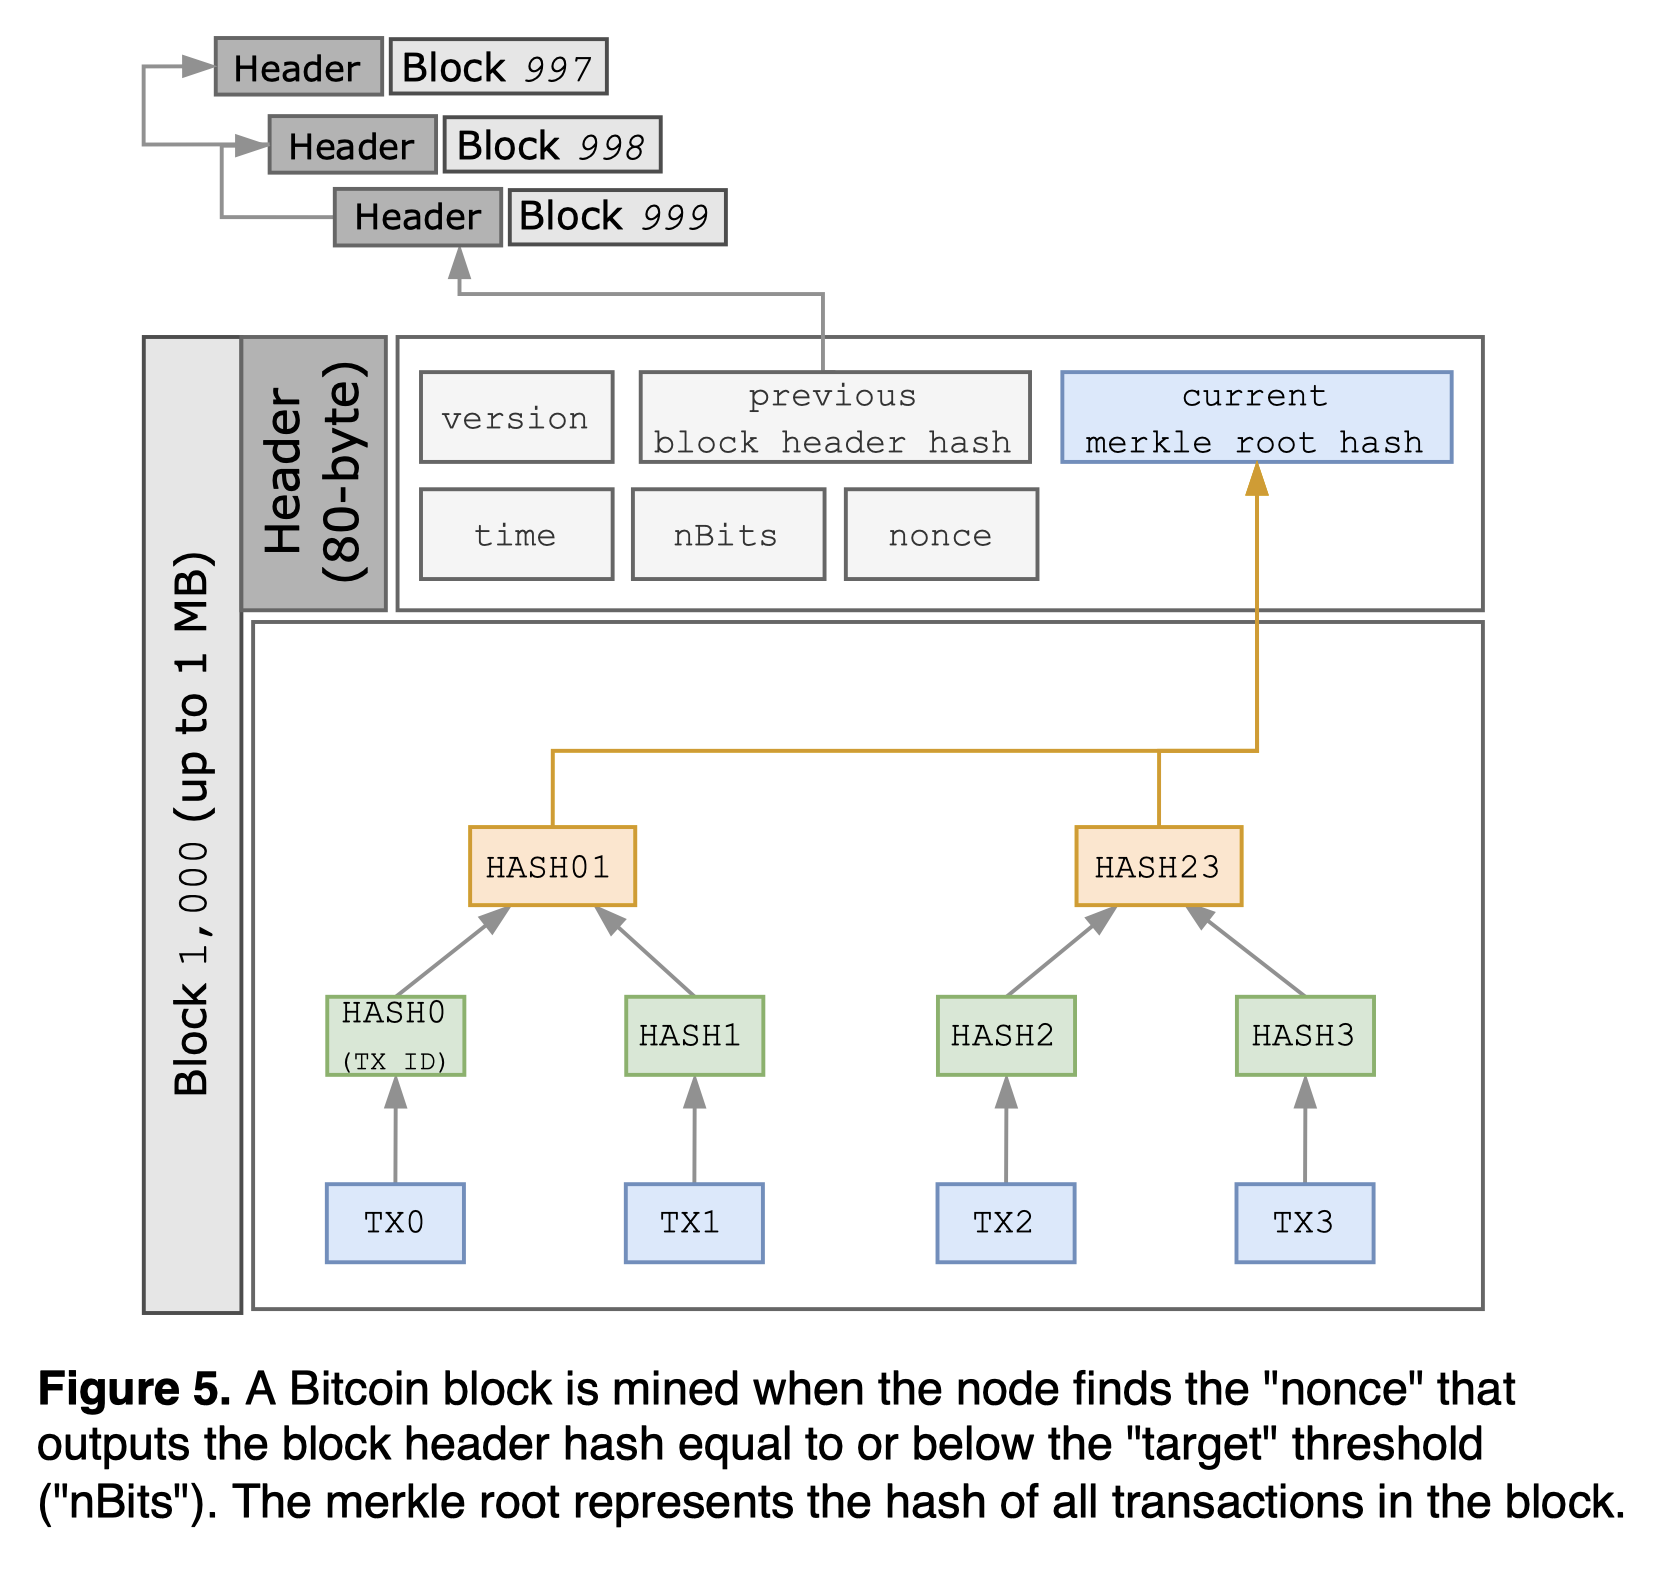 Header Block 997
Header Block 998
Header Block 999
Block 1,000 (up to 1 MB)
Header
(80-byte)
version
previous
block header hash
current
merkle root hash
time
nBits
nonce
HASH01
HASH23
HASH0
(TX ID)
HASH1
HASH2
HASH3
TX0
TX1
TX2
TX3
Figure 5. A Bitcoin block is mined when the node finds the "nonce" that
outputs the block header hash equal to or below the "target" threshold
("nBits"). The merkle root represents the hash of all transactions in the block.